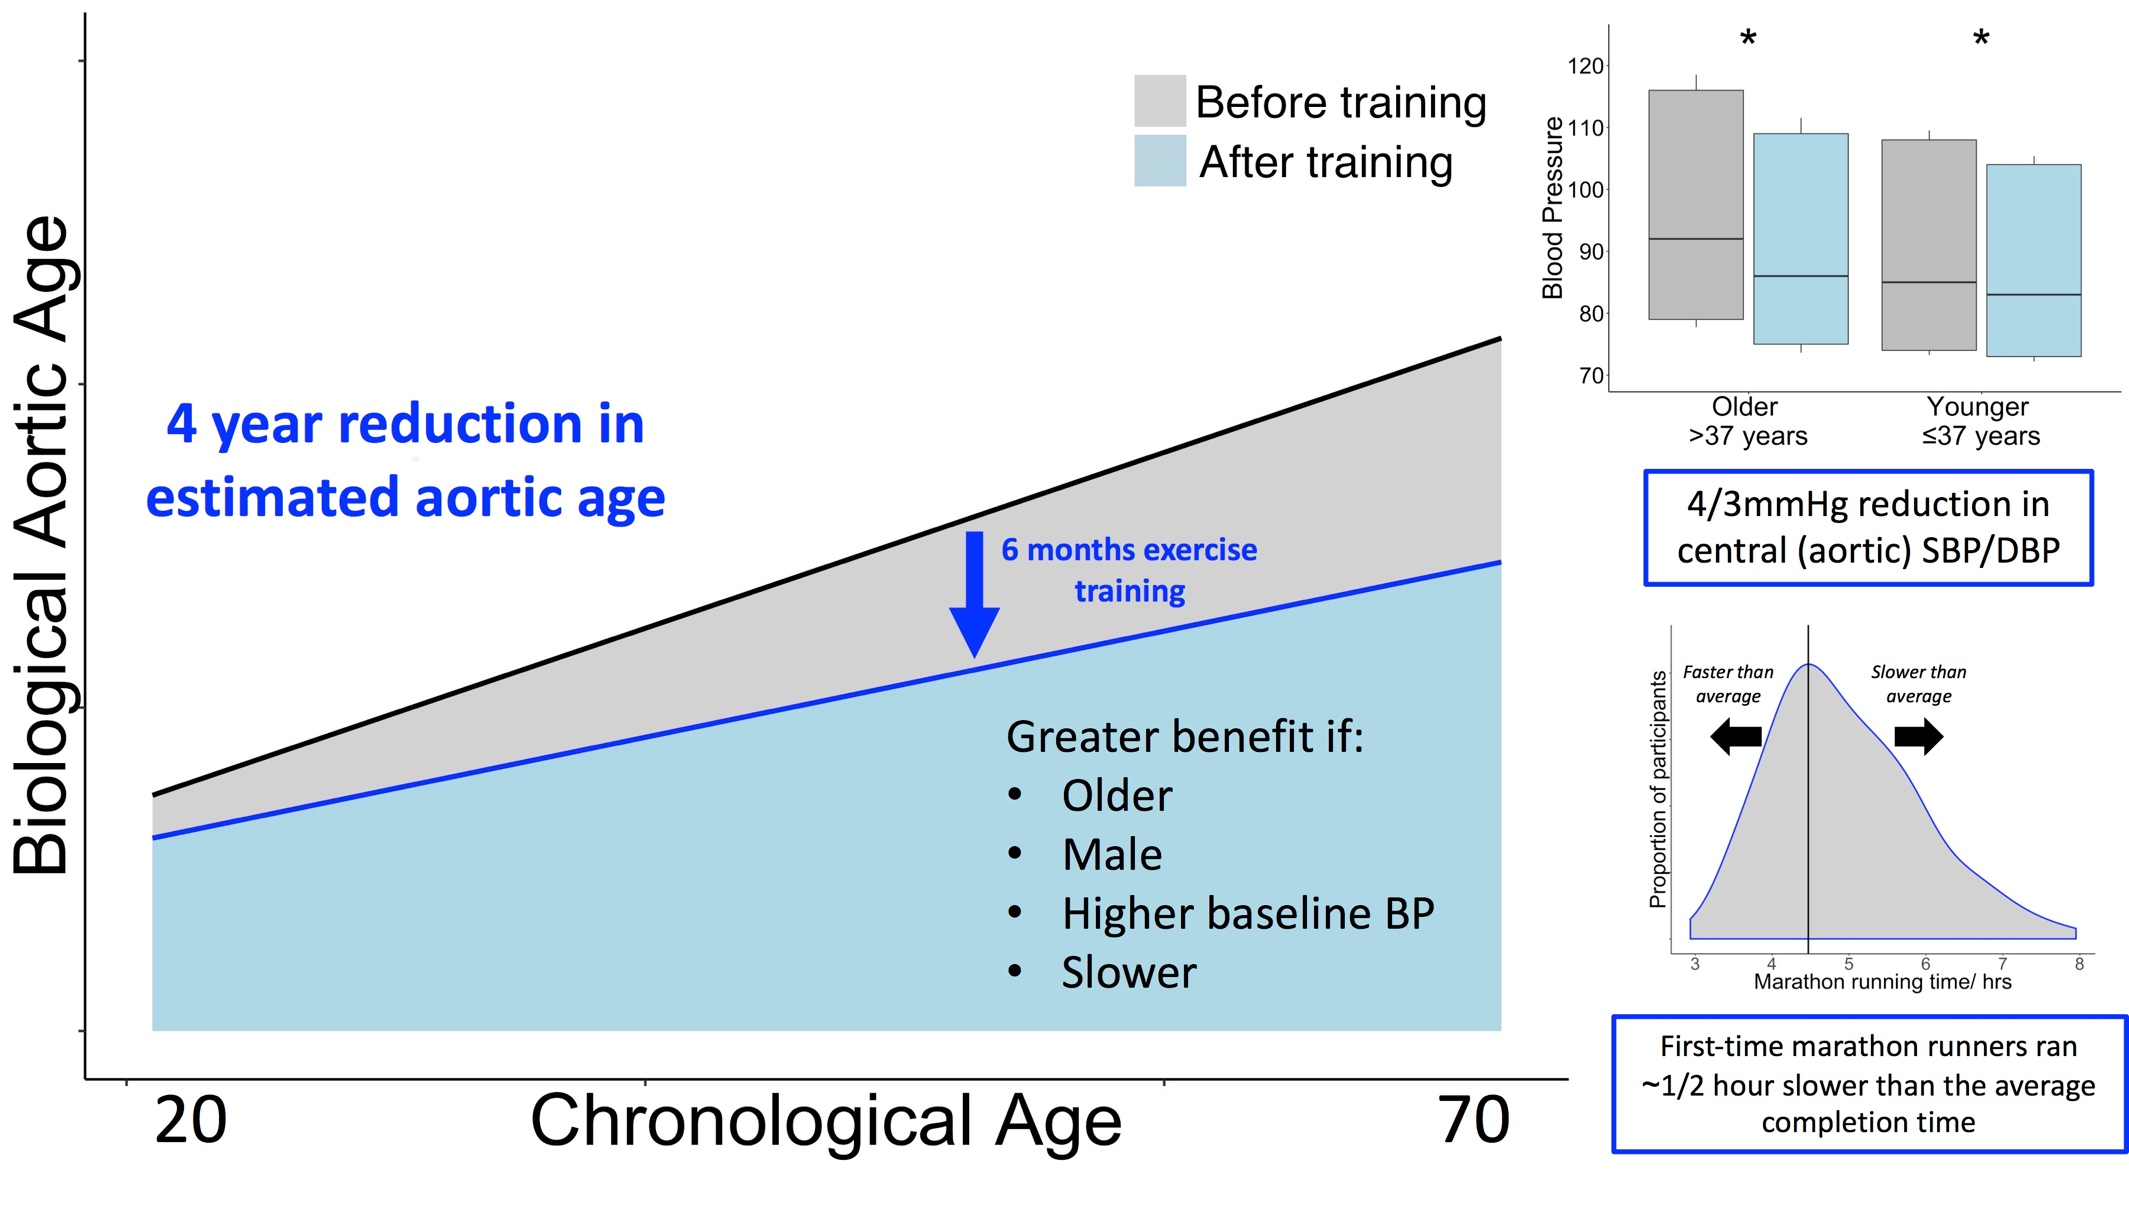 Biological Aortic Age
4 year reduction in
estimated aortic age
Before training
After training
6 months exercise
training
Greater benefit if:
• Older
• Male
• Higher baseline BP
• Slower
20
Chronological Age
70
Blood Pressure
120
110
100
90
80
70
*
*
Older
>37 years
Younger
≤37 years
4/3mmHg reduction in
central (aortic) SBP/DBP
Proportion of participants
Faster than
average
Slower than
average
3 4 5 6 7 8
Marathon running time/ hrs
First-time marathon runners ran
~1/2 hour slower than the average
completion time